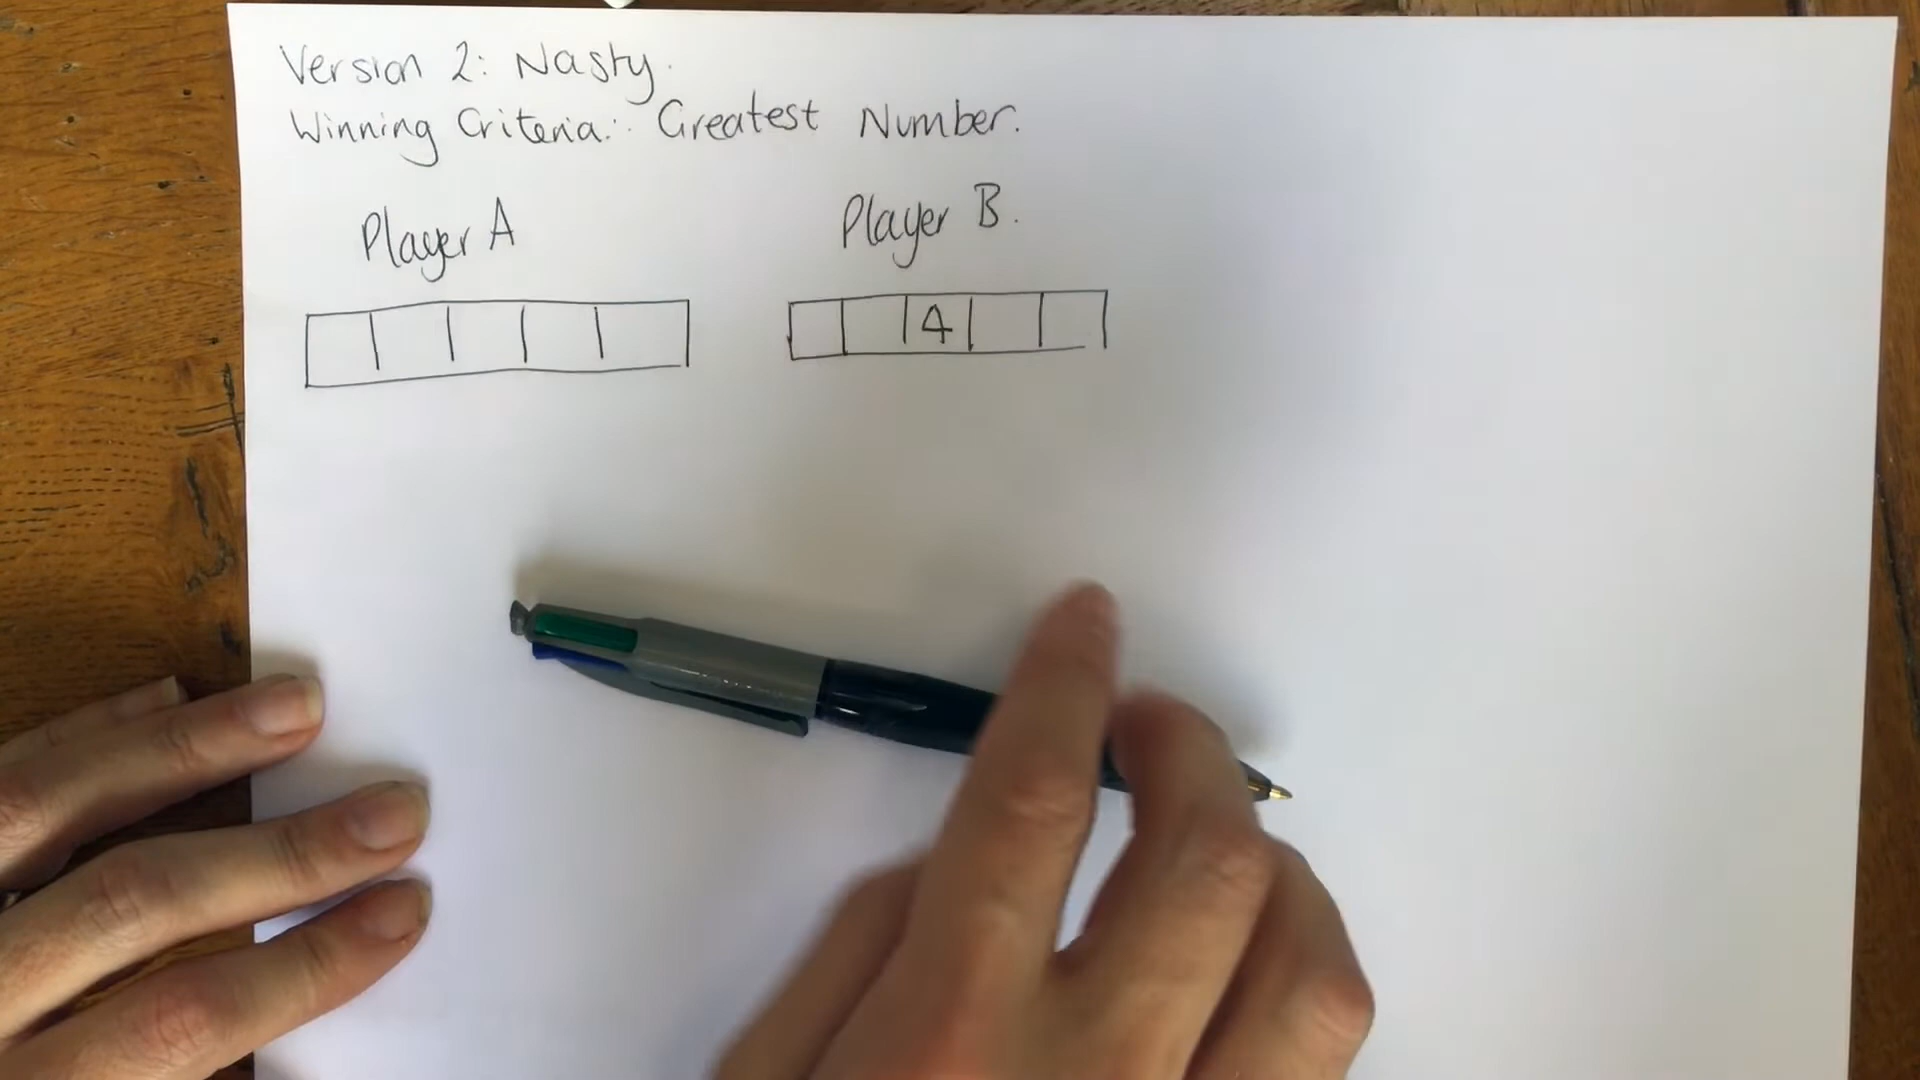 Version 2: Nasty.
Winning Criteria: Greatest Number.
Player A
Player B.
4